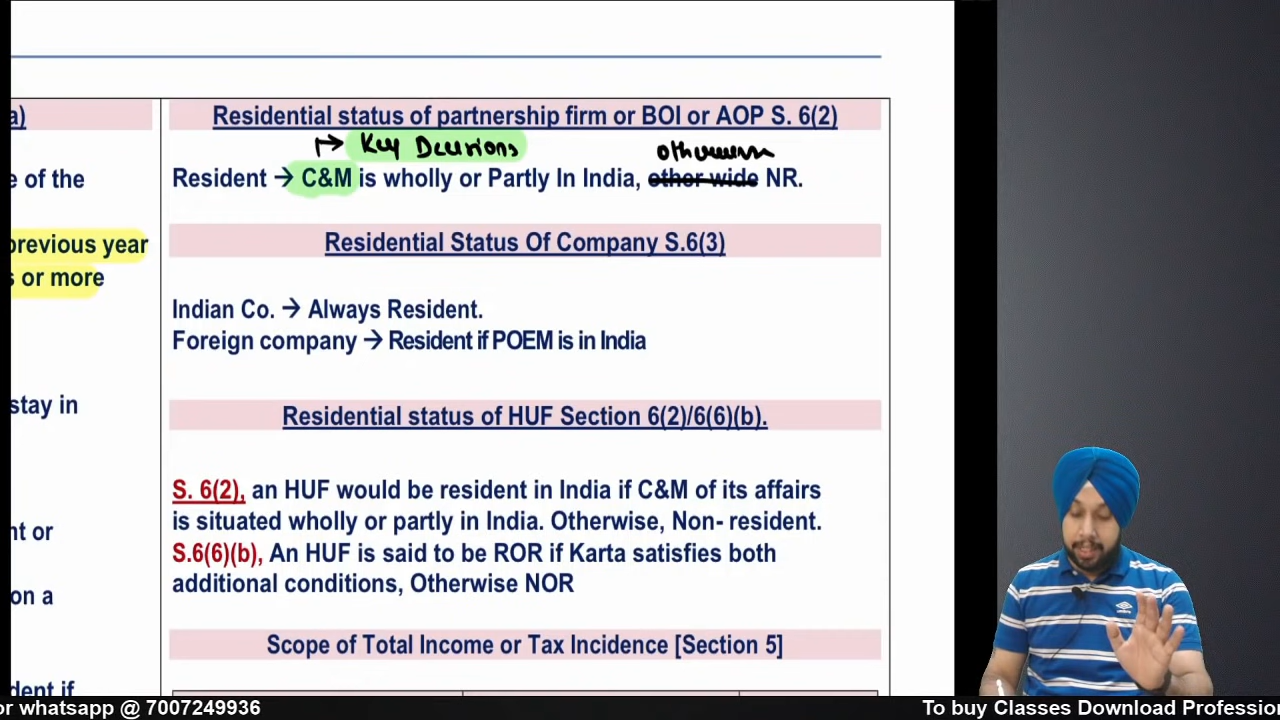 a)
e of the
previous year
s or more
stay in
nt or
on a
dent if
Residential status of partnership firm or BOI or AOP S. 6(2)
↦ Key Decisions
otherwise
Resident → C&M is wholly or Partly In India, other wide NR.
Residential Status Of Company S.6(3)
Indian Co. → Always Resident.
Foreign company → Resident if POEM is in India
Residential status of HUF Section 6(2)/6(6)(b).
S. 6(2), an HUF would be resident in India if C&M of its affairs
is situated wholly or partly in India. Otherwise, Non- resident.
S.6(6)(b), An HUF is said to be ROR if Karta satisfies both
additional conditions, Otherwise NOR
Scope of Total Income or Tax Incidence [Section 5]
or whatsapp @ 7007249936
To buy Classes Download Profession